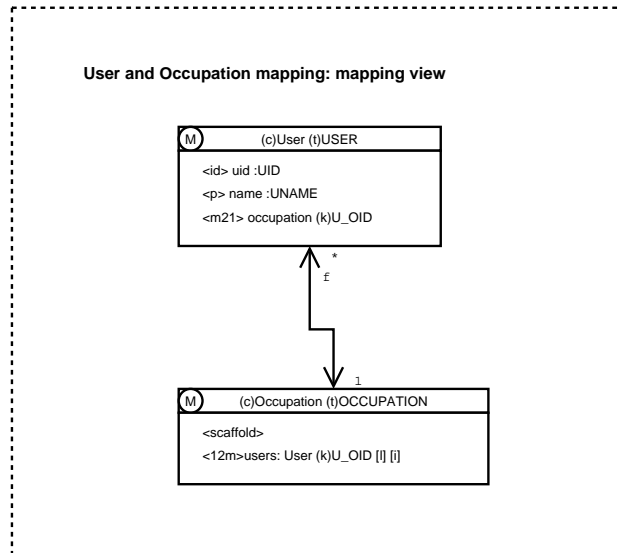 User and Occupation mapping: mapping view
M
(c)User (t)USER
<id> uid :UID
<p> name :UNAME
<m21> occupation (k)U_OID
*
f
1
M
(c)Occupation (t)OCCUPATION
<scaffold>
<12m>users: User (k)U_OID [l] [i]